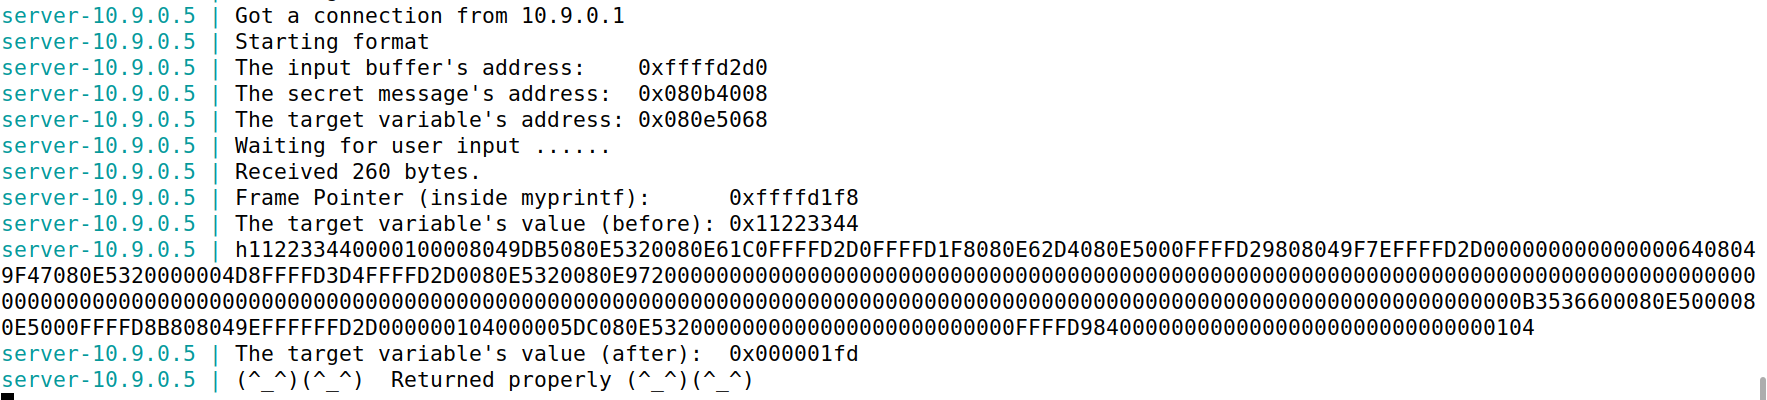 server-10.9.0.5 | Got a connection from 10.9.0.1
server-10.9.0.5 | Starting format
server-10.9.0.5 | The input buffer's address:    0xffffd2d0
server-10.9.0.5 | The secret message's address:  0x080b4008
server-10.9.0.5 | The target variable's address: 0x080e5068
server-10.9.0.5 | Waiting for user input ......
server-10.9.0.5 | Received 260 bytes.
server-10.9.0.5 | Frame Pointer (inside myprintf):      0xffffd1f8
server-10.9.0.5 | The target variable's value (before): 0x11223344
server-10.9.0.5 | h112233440000100008049DB5080E5320080E61C0FFFFD2D0FFFFD1F8080E62D4080E5000FFFFD29808049F7EFFFFD2D000000000000000640804
9F47080E5320000004D8FFFFD3D4FFFFD2D0080E5320080E972000000000000000000000000000000000000000000000000000000000000000000000000000000000000
000000000000000000000000000000000000000000000000000000000000000000000000000000000000000000000000000000000000000000000B3536600080E500008
0E5000FFFFD8B808049EFFFFFFD2D000000104000005DC080E5320000000000000000000000000FFFFD98400000000000000000000000000000104
server-10.9.0.5 | The target variable's value (after):  0x000001fd
server-10.9.0.5 | (^_^)(^_^)  Returned properly (^_^)(^_^)